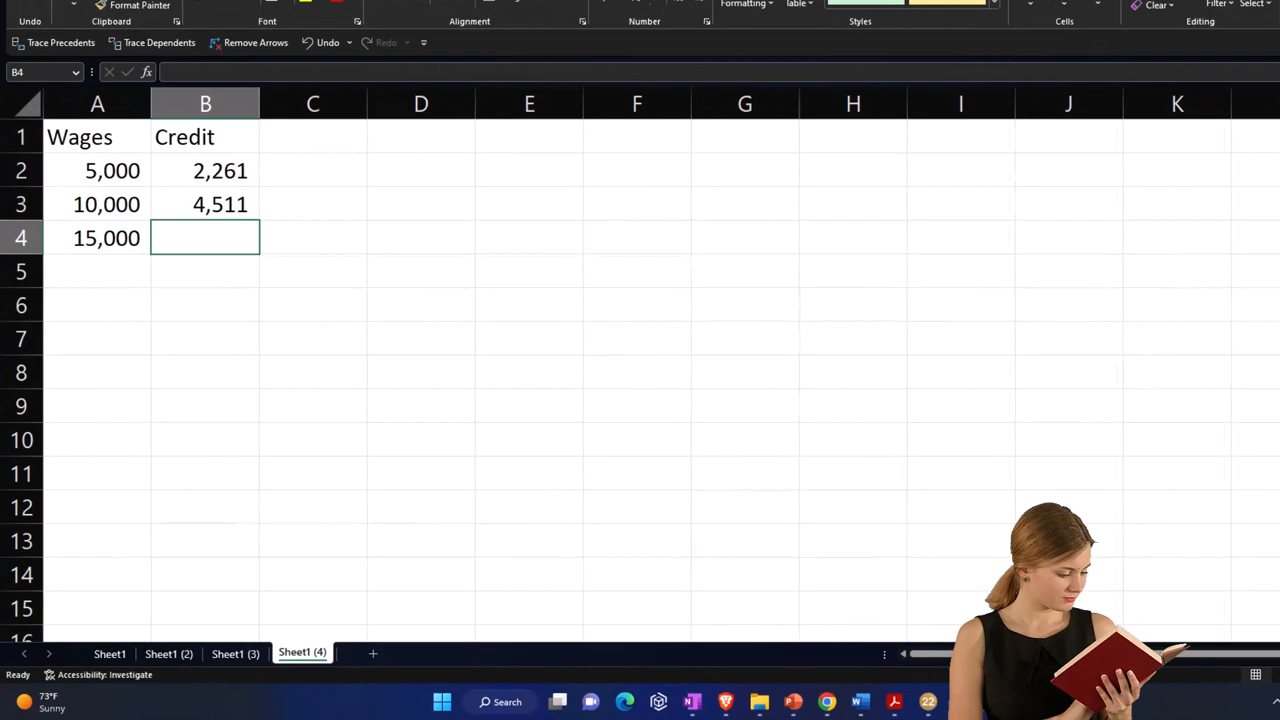 Format Painter
Formatting
Table
Clear
Filter
Select
Undo Clipboard Font Alignment Number Styles Cells Editing
Trace Precedents Trace Dependents Remove Arrows Undo Redo
B4 fx
A B C D E F G H I J K
1 Wages Credit
2 5,000 2,261
3 10,000 4,511
4 15,000
5
6
7
8
9
10
11
12
13
14
15
Sheet1 Sheet1 (2) Sheet1 (3) Sheet1 (4)
Ready Accessibility: Investigate
73°F
Sunny
Search
22